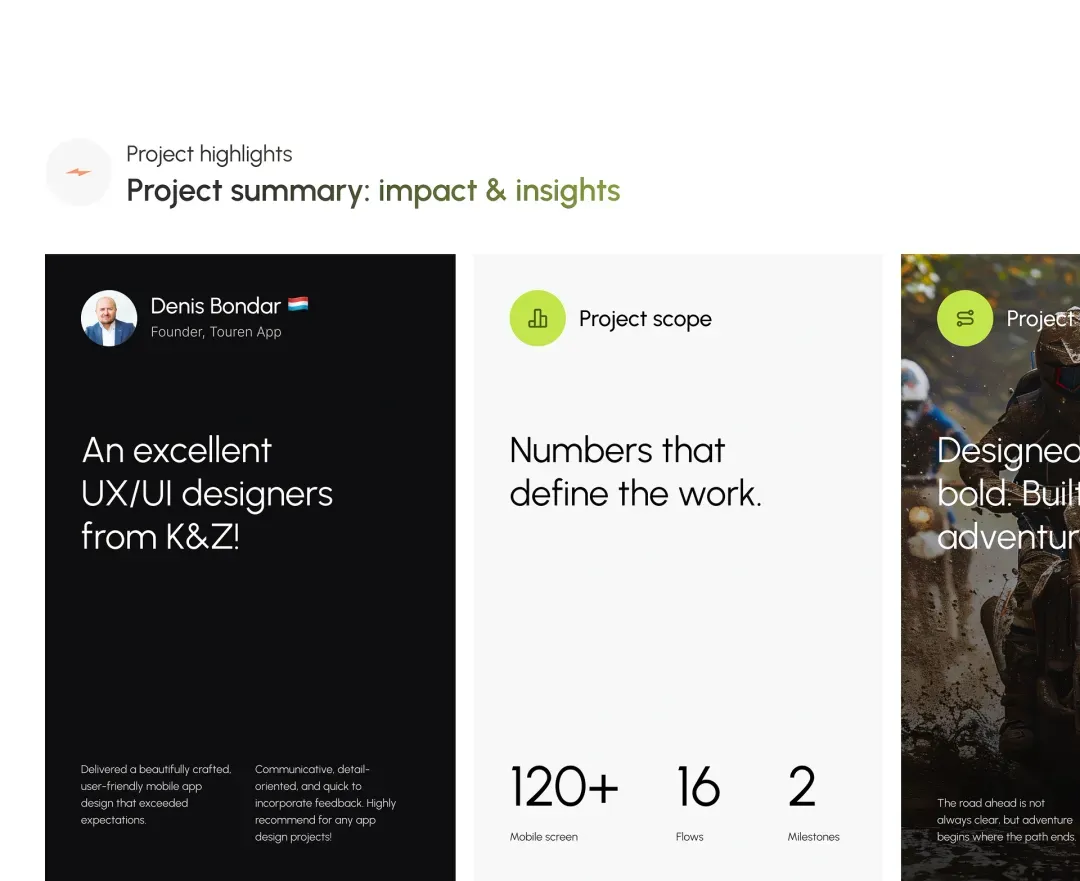 Project highlights
Project summary: impact & insights
Denis Bondar
Founder, Touren App
An excellent
UX/UI designers
from K&Z!
Delivered a beautifully crafted,
user-friendly mobile app
design that exceeded
expectations.
Communicative, detail-
oriented, and quick to
incorporate feedback. Highly
recommend for any app
design projects!
Project scope
Numbers that
define the work.
120+
Mobile screen
16
Flows
2
Milestones
Project
Designed
bold. Built
adventur
The road ahead is not
always clear, but adventure
begins where the path ends.